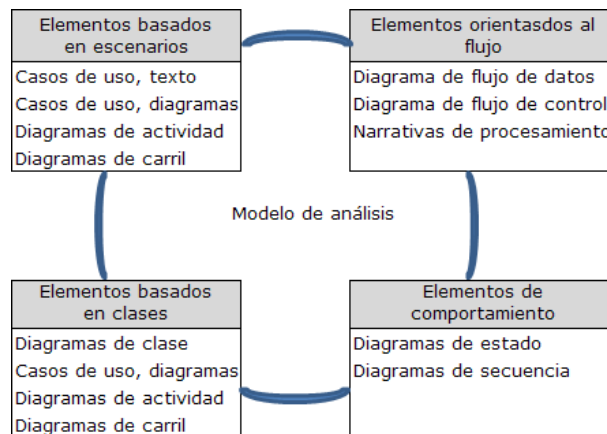 Elementos basados
en escenarios
Casos de uso, texto
Casos de uso, diagramas
Diagramas de actividad
Diagramas de carril
Elementos orientasdos al
flujo
Diagrama de flujo de datos
Diagrama de flujo de control
Narrativas de procesamiento
Modelo de análisis
Elementos basados
en clases
Diagramas de clase
Casos de uso, diagramas
Diagramas de actividad
Diagramas de carril
Elementos de
comportamiento
Diagramas de estado
Diagramas de secuencia